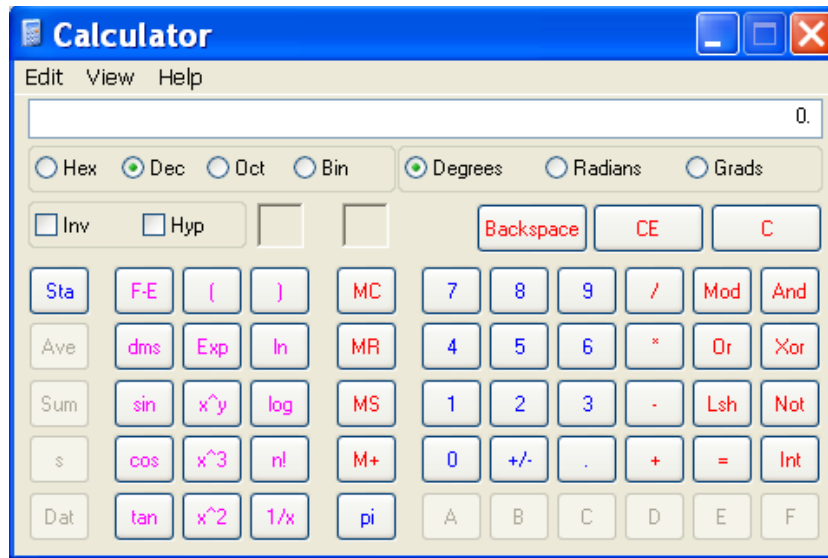 Calculator
Edit View Help
0.
Hex Dec Oct Bin Degrees Radians Grads
Inv Hyp Backspace CE C
Sta F-E ( ) MC 7 8 9 / Mod And
Ave dms Exp ln MR 4 5 6 * Or Xor
Sum sin x^y log MS 1 2 3 - Lsh Not
s cos x^3 n! M+ 0 +/- . + = Int
Dat tan x^2 1/x pi A B C D E F